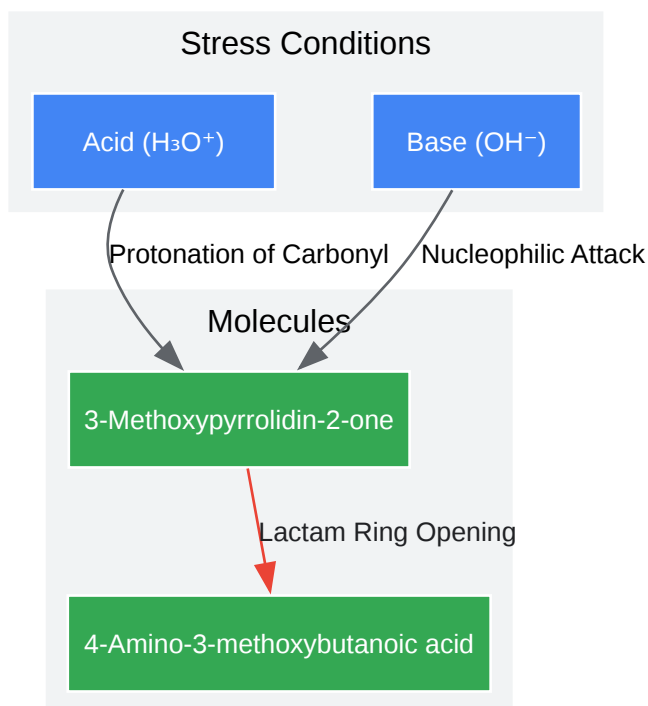 Stress Conditions
Acid (H₃O⁺)
Base (OH⁻)
Protonation of Carbonyl
Nucleophilic Attack
Molecules
3-Methoxypyrrolidin-2-one
Lactam Ring Opening
4-Amino-3-methoxybutanoic acid